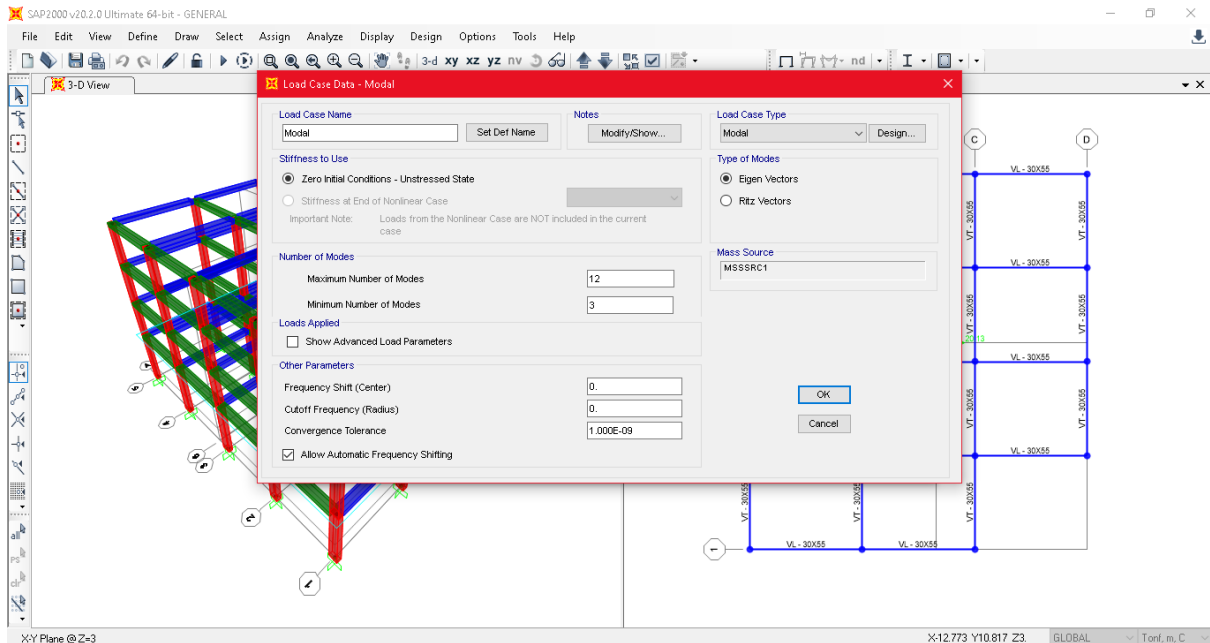 SAP2000 v20.2.0 Ultimate 64-bit - GENERAL
File Edit View Define Draw Select Assign Analyze Display Design Options Tools Help
3-d xy xz yz nv nd
3-D View
Load Case Data - Modal
Load Case Name
Modal
Set Def Name
Notes
Modify/Show...
Load Case Type
Modal
Design...
Stiffness to Use
Zero Initial Conditions - Unstressed State
Stiffness at End of Nonlinear Case
Important Note: Loads from the Nonlinear Case are NOT included in the current
case
Type of Modes
Eigen Vectors
Ritz Vectors
Number of Modes
Maximum Number of Modes 12
Minimum Number of Modes 3
Mass Source
MSSSRC1
Loads Applied
Show Advanced Load Parameters
Other Parameters
Frequency Shift (Center) 0.
Cutoff Frequency (Radius) 0.
Convergence Tolerance 1.000E-09
Allow Automatic Frequency Shifting
OK
Cancel
C D
VL - 30X55
VT - 30X55
VT - 30X55
VL - 30X55
VT - 30X55
VT - 30X55
VL - 30X55
VT - 30X55
VT - 30X55
VL - 30X55
VT - 30X55
VT - 30X55
VT - 30X55
VL - 30X55
VL - 30X55
1
all
ps
clr
X-Y Plane @ Z=3
X-12.773 Y10.817 Z3.
GLOBAL
Tonf, m, C